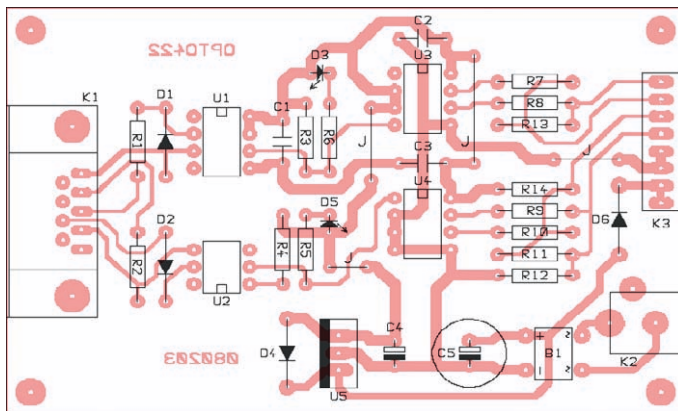 C2
OPTO422
U3
D3
K1
D1
U1
C1
R7
R8
R13
R1
R3
R6
J
J
J
C3
U4
R14
D5
D2
R9
R10
R11
R12
D6
K3
R2
R4
R5
J
U2
C4
C5
+
~
B1
-
~
K2
080203
D4
U5